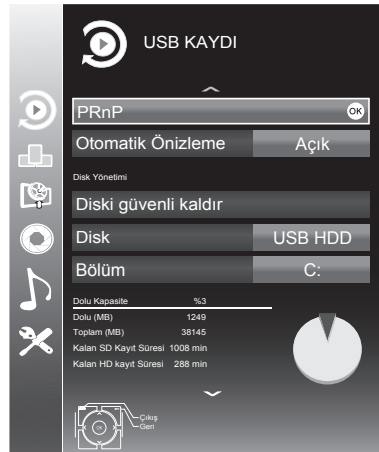 USB KAYDI
PRnP OK
Otomatik Önizleme Açık
Disk Yönetimi
Diski güvenli kaldır
Disk USB HDD
Bölüm C:
Dolu Kapasite %3
Dolu (MB) 1249
Toplam (MB) 38145
Kalan SD Kayıt Süresi 1008 min
Kalan HD kayıt Süresi 288 min
Çıkış
Geri
OK